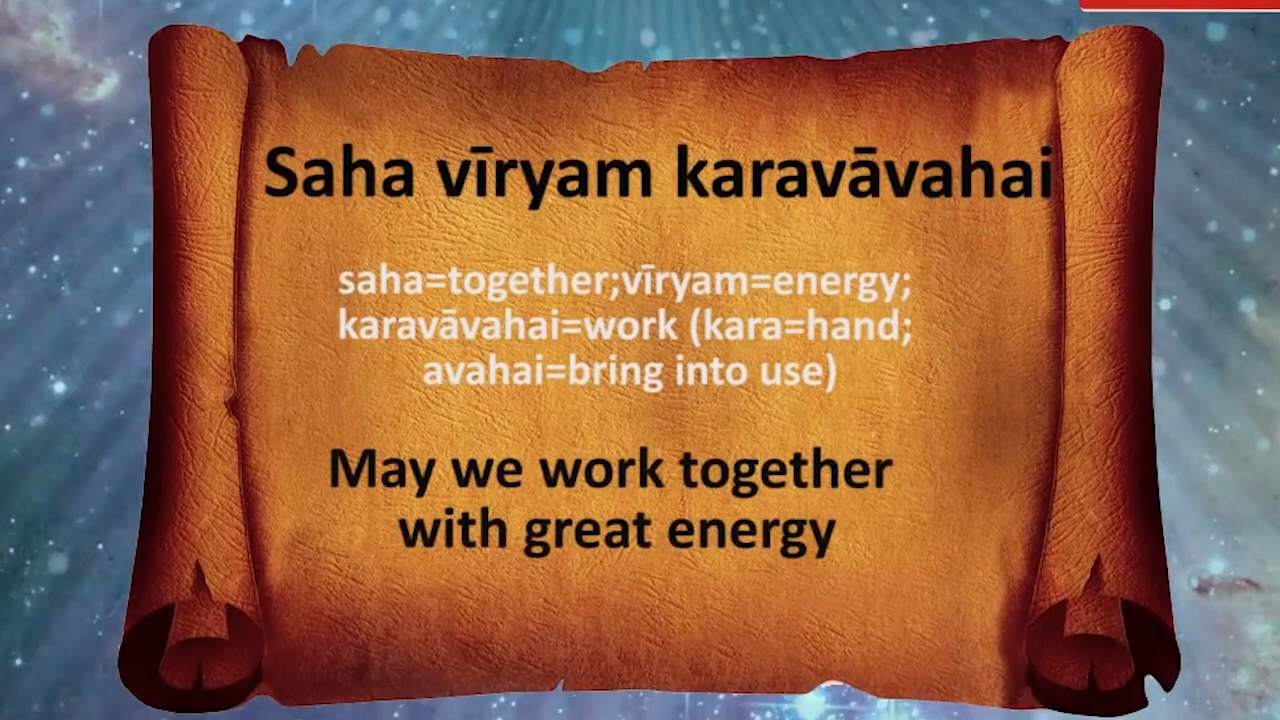 Saha vīryam karavāvahai
saha=together;vīryam=energy;
karavāvahai=work (kara=hand;
avahai=bring into use)
May we work together
with great energy